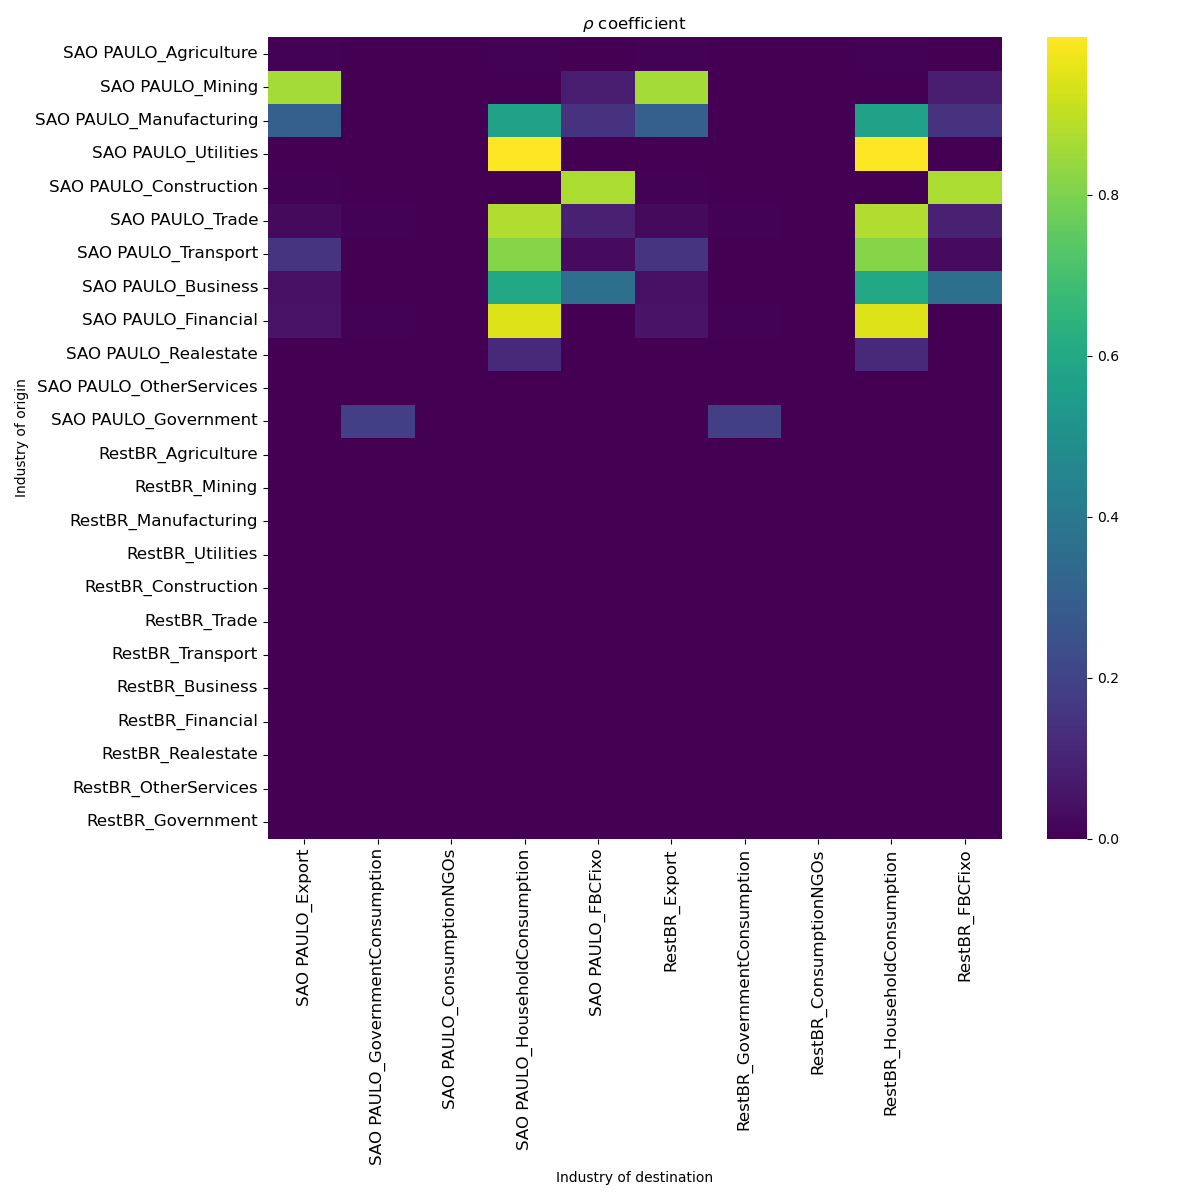 ρ coefficient
SAO PAULO_Agriculture
SAO PAULO_Mining
SAO PAULO_Manufacturing
SAO PAULO_Utilities
SAO PAULO_Construction
SAO PAULO_Trade
SAO PAULO_Transport
SAO PAULO_Business
SAO PAULO_Financial
SAO PAULO_Realestate
SAO PAULO_OtherServices
SAO PAULO_Government
RestBR_Agriculture
RestBR_Mining
RestBR_Manufacturing
RestBR_Utilities
RestBR_Construction
RestBR_Trade
RestBR_Transport
RestBR_Business
RestBR_Financial
RestBR_Realestate
RestBR_OtherServices
RestBR_Government
Industry of origin
0.8
0.6
0.4
0.2
0.0
SAO PAULO_Export
SAO PAULO_GovernmentConsumption
SAO PAULO_ConsumptionNGOs
SAO PAULO_HouseholdConsumption
SAO PAULO_FBCFixo
RestBR_Export
RestBR_GovernmentConsumption
RestBR_ConsumptionNGOs
RestBR_HouseholdConsumption
RestBR_FBCFixo
Industry of destination